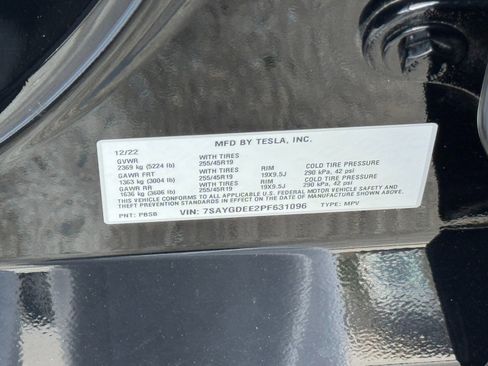 MFD BY TESLA, INC.
12/22
GVWR WITH TIRES
2369 kg (5224 lb) 255/45R19
GAWR FRT WITH TIRES RIM COLD TIRE PRESSURE
1363 kg (3004 lb) 255/45R19 19X9.5J 290 kPa, 42 psi
GAWR RR WITH TIRES RIM COLD TIRE PRESSURE
1636 kg (3606 lb) 255/45R19 19X9.5J 290 kPa, 42 psi
THIS VEHICLE CONFORMS TO ALL APPLICABLE U.S. FEDERAL MOTOR VEHICLE SAFETY AND
THEFT PREVENTION STANDARDS IN EFFECT ON THE DATE OF MANUFACTURE SHOWN ABOVE.
PNT: PBSB VIN: 7SAYGDEE2PF631096 TYPE: MPV